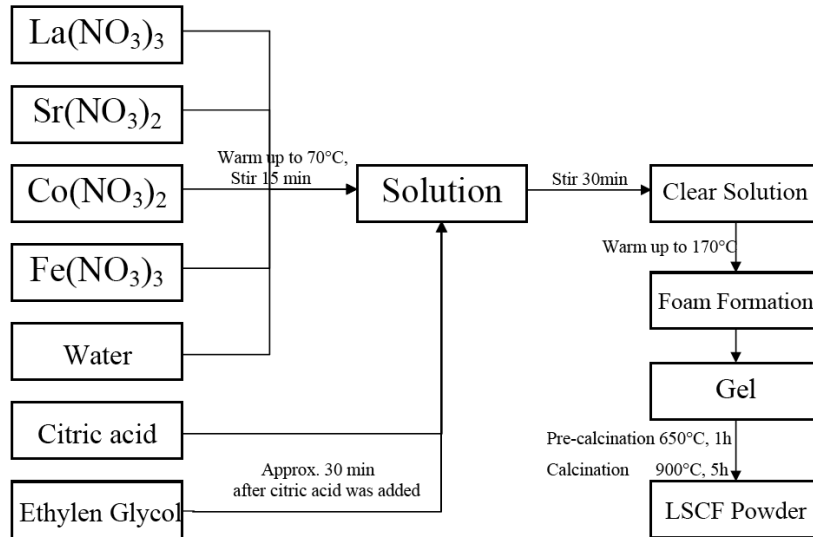 La(NO₃)₃
Sr(NO₃)₂
Co(NO₃)₂
Fe(NO₃)₃
Water
Citric acid
Ethylen Glycol
Warm up to 70°C,
Stir 15 min
Approx. 30 min
after citric acid was added
Solution
Stir 30min
Clear Solution
Warm up to 170°C
Foam Formation
Gel
Pre-calcination 650°C, 1h
Calcination 900°C, 5h
LSCF Powder